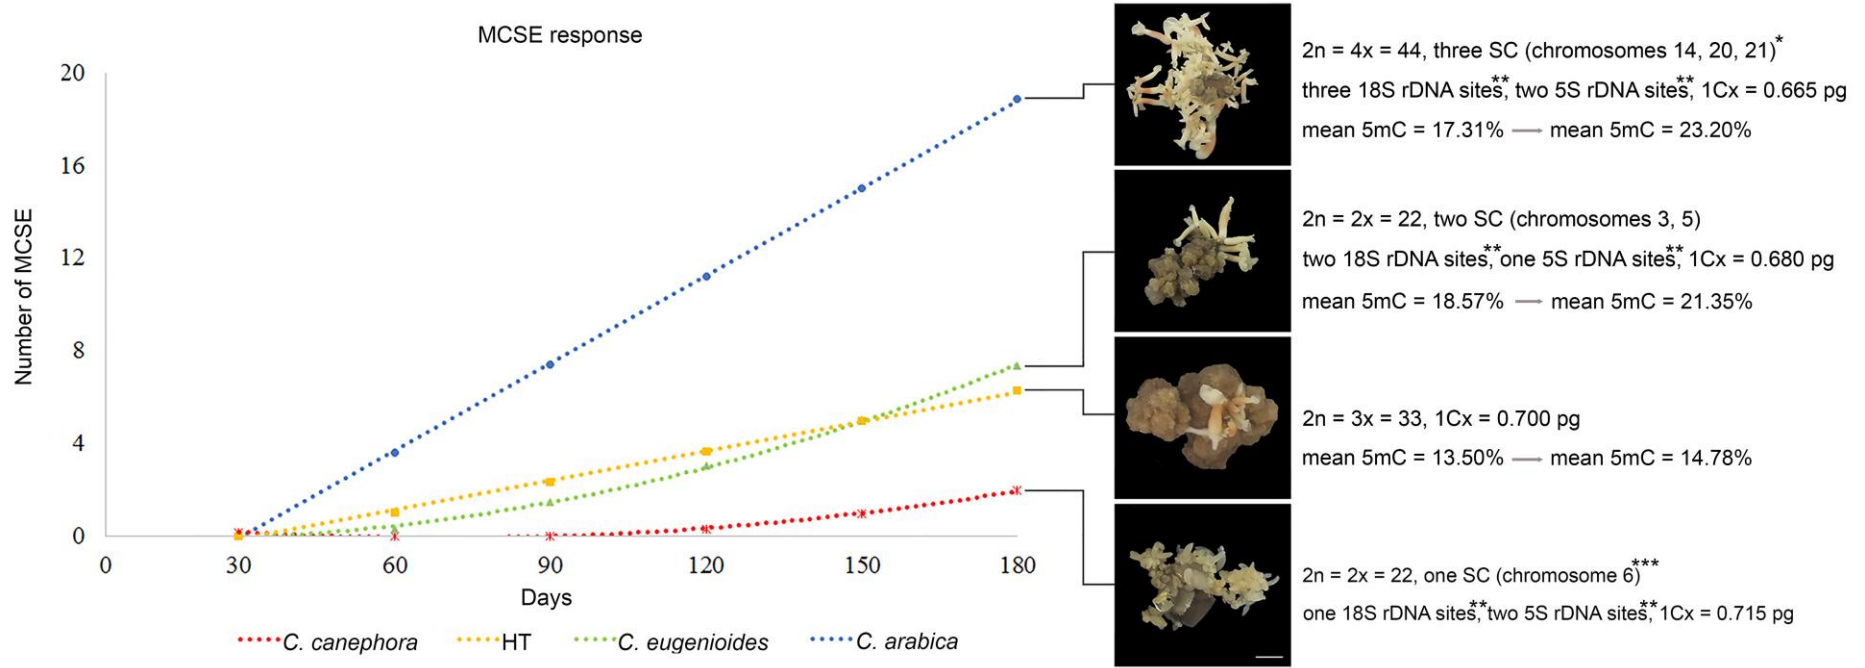 MCSE response
Number of MCSE
20
16
12
8
4
0
0 30 60 90 120 150 180
Days
C. canephora HT C. eugenioides C. arabica
2n = 4x = 44, three SC (chromosomes 14, 20, 21)*
three 18S rDNA sites**, two 5S rDNA sites**, 1Cx = 0.665 pg
mean 5mC = 17.31% → mean 5mC = 23.20%
2n = 2x = 22, two SC (chromosomes 3, 5)
two 18S rDNA sites,**one 5S rDNA sites**, 1Cx = 0.680 pg
mean 5mC = 18.57% → mean 5mC = 21.35%
2n = 3x = 33, 1Cx = 0.700 pg
mean 5mC = 13.50% → mean 5mC = 14.78%
2n = 2x = 22, one SC (chromosome 6)***
one 18S rDNA sites**,two 5S rDNA sites**, 1Cx = 0.715 pg